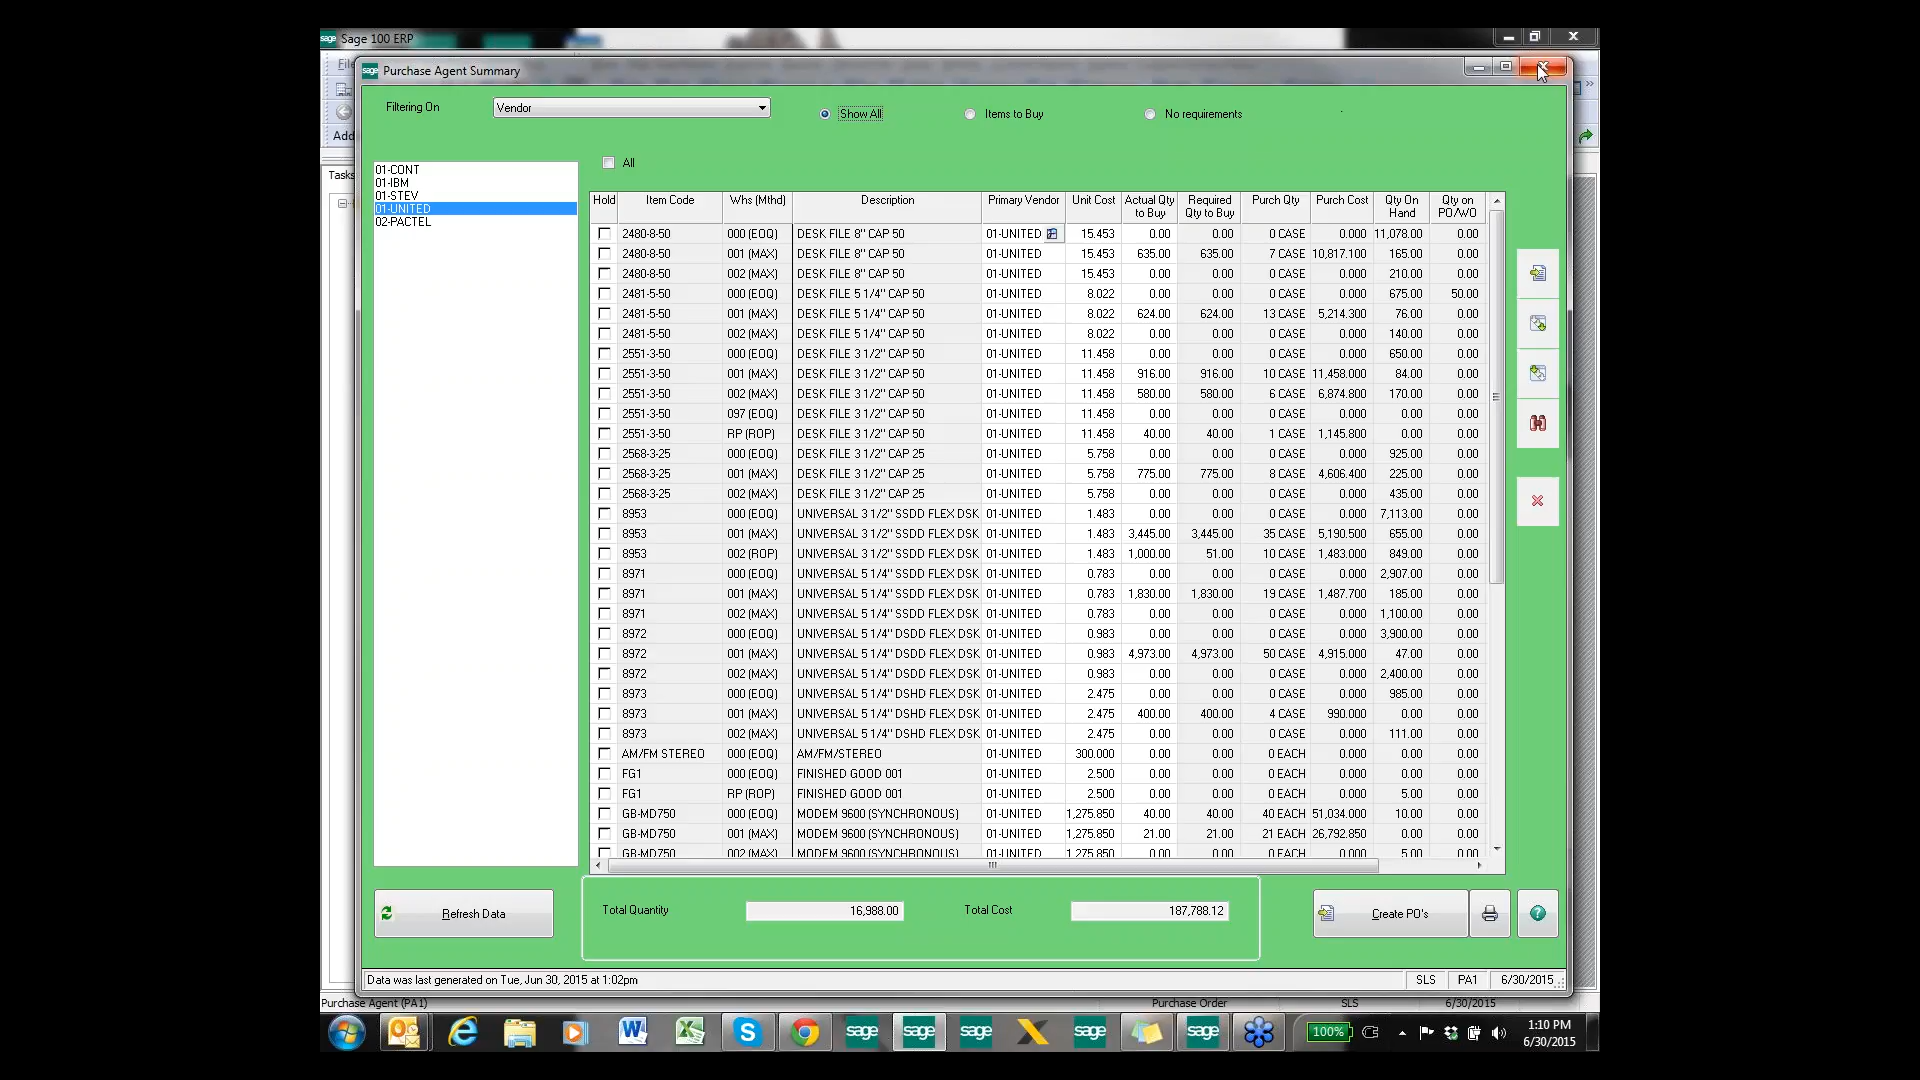 sage Sage 100 ERP
File
sage Purchase Agent Summary
Filtering On Vendor Show All Items to Buy No requirements
Add
All
Tasks
01-CONT
01-IBM
01-STEV
01-UNITED
02-PACTEL
Hold Item Code Whs (Mthd) Description Primary Vendor Unit Cost Actual Qty to Buy Required Qty to Buy Purch Qty Purch Cost Qty On Hand Qty on PO/WO
2480-8-50 000 (EOQ) DESK FILE 8" CAP 50 01-UNITED 15.453 0.00 0.00 0 CASE 0.000 11,078.00 0.00
2480-8-50 001 (MAX) DESK FILE 8" CAP 50 01-UNITED 15.453 635.00 635.00 7 CASE 10,817.100 165.00 0.00
2480-8-50 002 (MAX) DESK FILE 8" CAP 50 01-UNITED 15.453 0.00 0.00 0 CASE 0.000 210.00 0.00
2481-5-50 000 (EOQ) DESK FILE 5 1/4" CAP 50 01-UNITED 8.022 0.00 0.00 0 CASE 0.000 675.00 50.00
2481-5-50 001 (MAX) DESK FILE 5 1/4" CAP 50 01-UNITED 8.022 624.00 624.00 13 CASE 5,214.300 76.00 0.00
2481-5-50 002 (MAX) DESK FILE 5 1/4" CAP 50 01-UNITED 8.022 0.00 0.00 0 CASE 0.000 140.00 0.00
2551-3-50 000 (EOQ) DESK FILE 3 1/2" CAP 50 01-UNITED 11.458 0.00 0.00 0 CASE 0.000 650.00 0.00
2551-3-50 001 (MAX) DESK FILE 3 1/2" CAP 50 01-UNITED 11.458 916.00 916.00 10 CASE 11,458.000 84.00 0.00
2551-3-50 002 (MAX) DESK FILE 3 1/2" CAP 50 01-UNITED 11.458 580.00 580.00 6 CASE 6,874.800 170.00 0.00
2551-3-50 097 (EOQ) DESK FILE 3 1/2" CAP 50 01-UNITED 11.458 0.00 0.00 0 CASE 0.000 0.00 0.00
2551-3-50 RP (ROP) DESK FILE 3 1/2" CAP 50 01-UNITED 11.458 40.00 40.00 1 CASE 1,145.800 0.00 0.00
2568-3-25 000 (EOQ) DESK FILE 3 1/2" CAP 25 01-UNITED 5.758 0.00 0.00 0 CASE 0.000 925.00 0.00
2568-3-25 001 (MAX) DESK FILE 3 1/2" CAP 25 01-UNITED 5.758 775.00 775.00 8 CASE 4,606.400 225.00 0.00
2568-3-25 002 (MAX) DESK FILE 3 1/2" CAP 25 01-UNITED 5.758 0.00 0.00 0 CASE 0.000 435.00 0.00
8953 000 (EOQ) UNIVERSAL 3 1/2" SSDD FLEX DSK 01-UNITED 1.483 0.00 0.00 0 CASE 0.000 7,113.00 0.00
8953 001 (MAX) UNIVERSAL 3 1/2" SSDD FLEX DSK 01-UNITED 1.483 3,445.00 3,445.00 35 CASE 5,190.500 655.00 0.00
8953 002 (ROP) UNIVERSAL 3 1/2" SSDD FLEX DSK 01-UNITED 1.483 1,000.00 51.00 10 CASE 1,483.000 849.00 0.00
8971 000 (EOQ) UNIVERSAL 5 1/4" SSDD FLEX DSK 01-UNITED 0.783 0.00 0.00 0 CASE 0.000 2,907.00 0.00
8971 001 (MAX) UNIVERSAL 5 1/4" SSDD FLEX DSK 01-UNITED 0.783 1,830.00 1,830.00 19 CASE 1,487.700 185.00 0.00
8971 002 (MAX) UNIVERSAL 5 1/4" SSDD FLEX DSK 01-UNITED 0.783 0.00 0.00 0 CASE 0.000 1,100.00 0.00
8972 000 (EOQ) UNIVERSAL 5 1/4" DSDD FLEX DSK 01-UNITED 0.983 0.00 0.00 0 CASE 0.000 3,900.00 0.00
8972 001 (MAX) UNIVERSAL 5 1/4" DSDD FLEX DSK 01-UNITED 0.983 4,973.00 4,973.00 50 CASE 4,915.000 47.00 0.00
8972 002 (MAX) UNIVERSAL 5 1/4" DSDD FLEX DSK 01-UNITED 0.983 0.00 0.00 0 CASE 0.000 2,400.00 0.00
8973 000 (EOQ) UNIVERSAL 5 1/4" DSHD FLEX DSK 01-UNITED 2.475 0.00 0.00 0 CASE 0.000 985.00 0.00
8973 001 (MAX) UNIVERSAL 5 1/4" DSHD FLEX DSK 01-UNITED 2.475 400.00 400.00 4 CASE 990.000 0.00 0.00
8973 002 (MAX) UNIVERSAL 5 1/4" DSHD FLEX DSK 01-UNITED 2.475 0.00 0.00 0 CASE 0.000 111.00 0.00
AM/FM STEREO 000 (EOQ) AM/FM/STEREO 01-UNITED 300.000 0.00 0.00 0 EACH 0.000 0.00 0.00
FG1 000 (EOQ) FINISHED GOOD 001 01-UNITED 2.500 0.00 0.00 0 EACH 0.000 0.00 0.00
FG1 RP (ROP) FINISHED GOOD 001 01-UNITED 2.500 0.00 0.00 0 EACH 0.000 5.00 0.00
GB-MD750 000 (EOQ) MODEM 9600 (SYNCHRONOUS) 01-UNITED 1,275.850 40.00 40.00 40 EACH 51,034.000 10.00 0.00
GB-MD750 001 (MAX) MODEM 9600 (SYNCHRONOUS) 01-UNITED 1,275.850 21.00 21.00 21 EACH 26,792.850 0.00 0.00
GB-MD750 002 (MAX) MODEM 9600 (SYNCHRONOUS) 01-UNITED 1,275.850 0.00 0.00 0 EACH 0.000 5.00 0.00
Refresh Data Total Quantity 16,988.00 Total Cost 187,788.12 Create PO's
Data was last generated on Tue, Jun 30, 2015 at 1:02pm SLS PA1 6/30/2015
Purchase Agent (PA1) Purchase Order SLS 6/30/2015
sage sage sage sage sage 100% 1:10 PM
6/30/2015